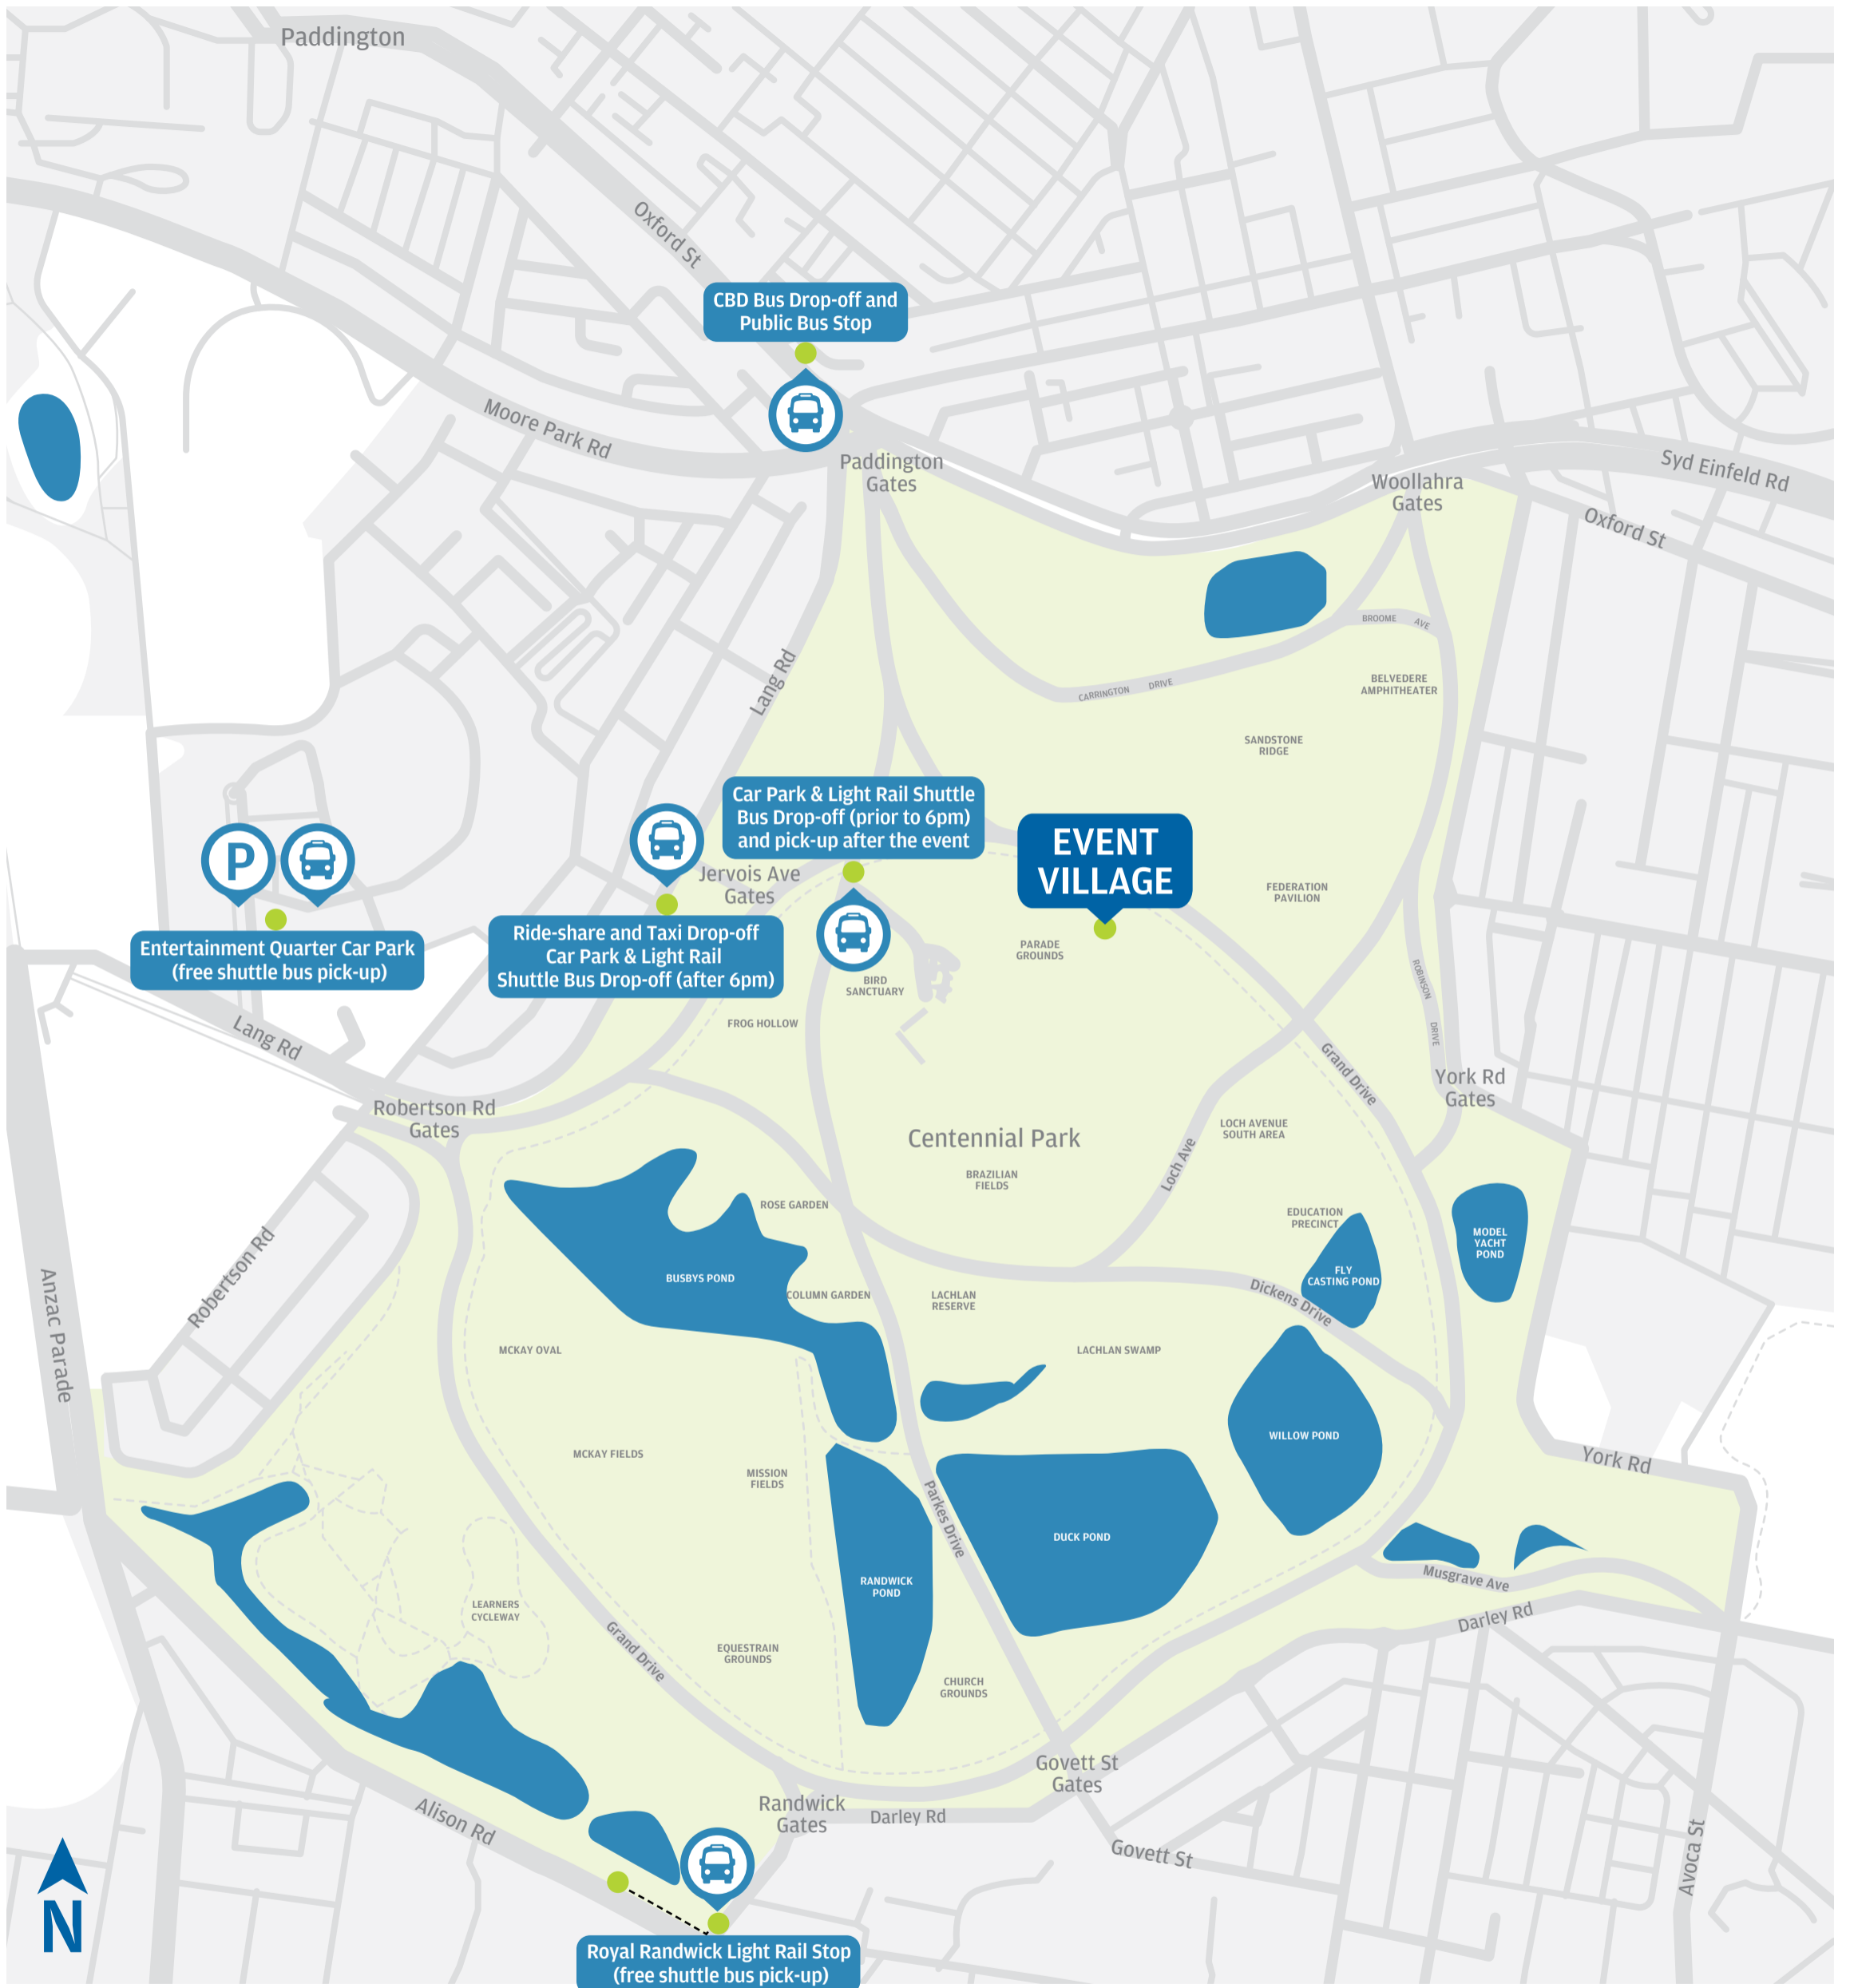 Paddington
Oxford St
CBD Bus Drop-off and
Public Bus Stop
Moore Park Rd
Paddington
Gates
Woollahra
Gates
Syd Einfeld Rd
Oxford St
BROOME AVE
Lang Rd
CARRINGTON DRIVE
BELVEDERE
AMPHITHEATER
SANDSTONE
RIDGE
Car Park & Light Rail Shuttle
Bus Drop-off (prior to 6pm)
and pick-up after the event
EVENT
VILLAGE
P
Jervois Ave
Gates
FEDERATION
PAVILION
Entertainment Quarter Car Park
(free shuttle bus pick-up)
Ride-share and Taxi Drop-off
Car Park & Light Rail
Shuttle Bus Drop-off (after 6pm)
PARADE
GROUNDS
BIRD
SANCTUARY
ROBINSON DRIVE
FROG HOLLOW
Lang Rd
Grand Drive
York Rd
Gates
Robertson Rd
Gates
Centennial Park
LOCH AVENUE
SOUTH AREA
Loch Ave
BRAZILIAN
FIELDS
ROSE GARDEN
EDUCATION
PRECINCT
MODEL
YACHT
POND
Robertson Rd
BUSBYS POND
FLY
CASTING POND
COLUMN GARDEN
LACHLAN
RESERVE
Dickens Drive
Anzac Parade
MCKAY OVAL
LACHLAN SWAMP
WILLOW POND
MCKAY FIELDS
York Rd
MISSION
FIELDS
Parkes Drive
DUCK POND
RANDWICK
POND
Musgrave Ave
LEARNERS
CYCLEWAY
Darley Rd
Grand Drive
EQUESTRAIN
GROUNDS
CHURCH
GROUNDS
Govett St
Gates
Randwick
Gates
Darley Rd
Alison Rd
Govett St
Avoca St
N
Royal Randwick Light Rail Stop
(free shuttle bus pick-up)